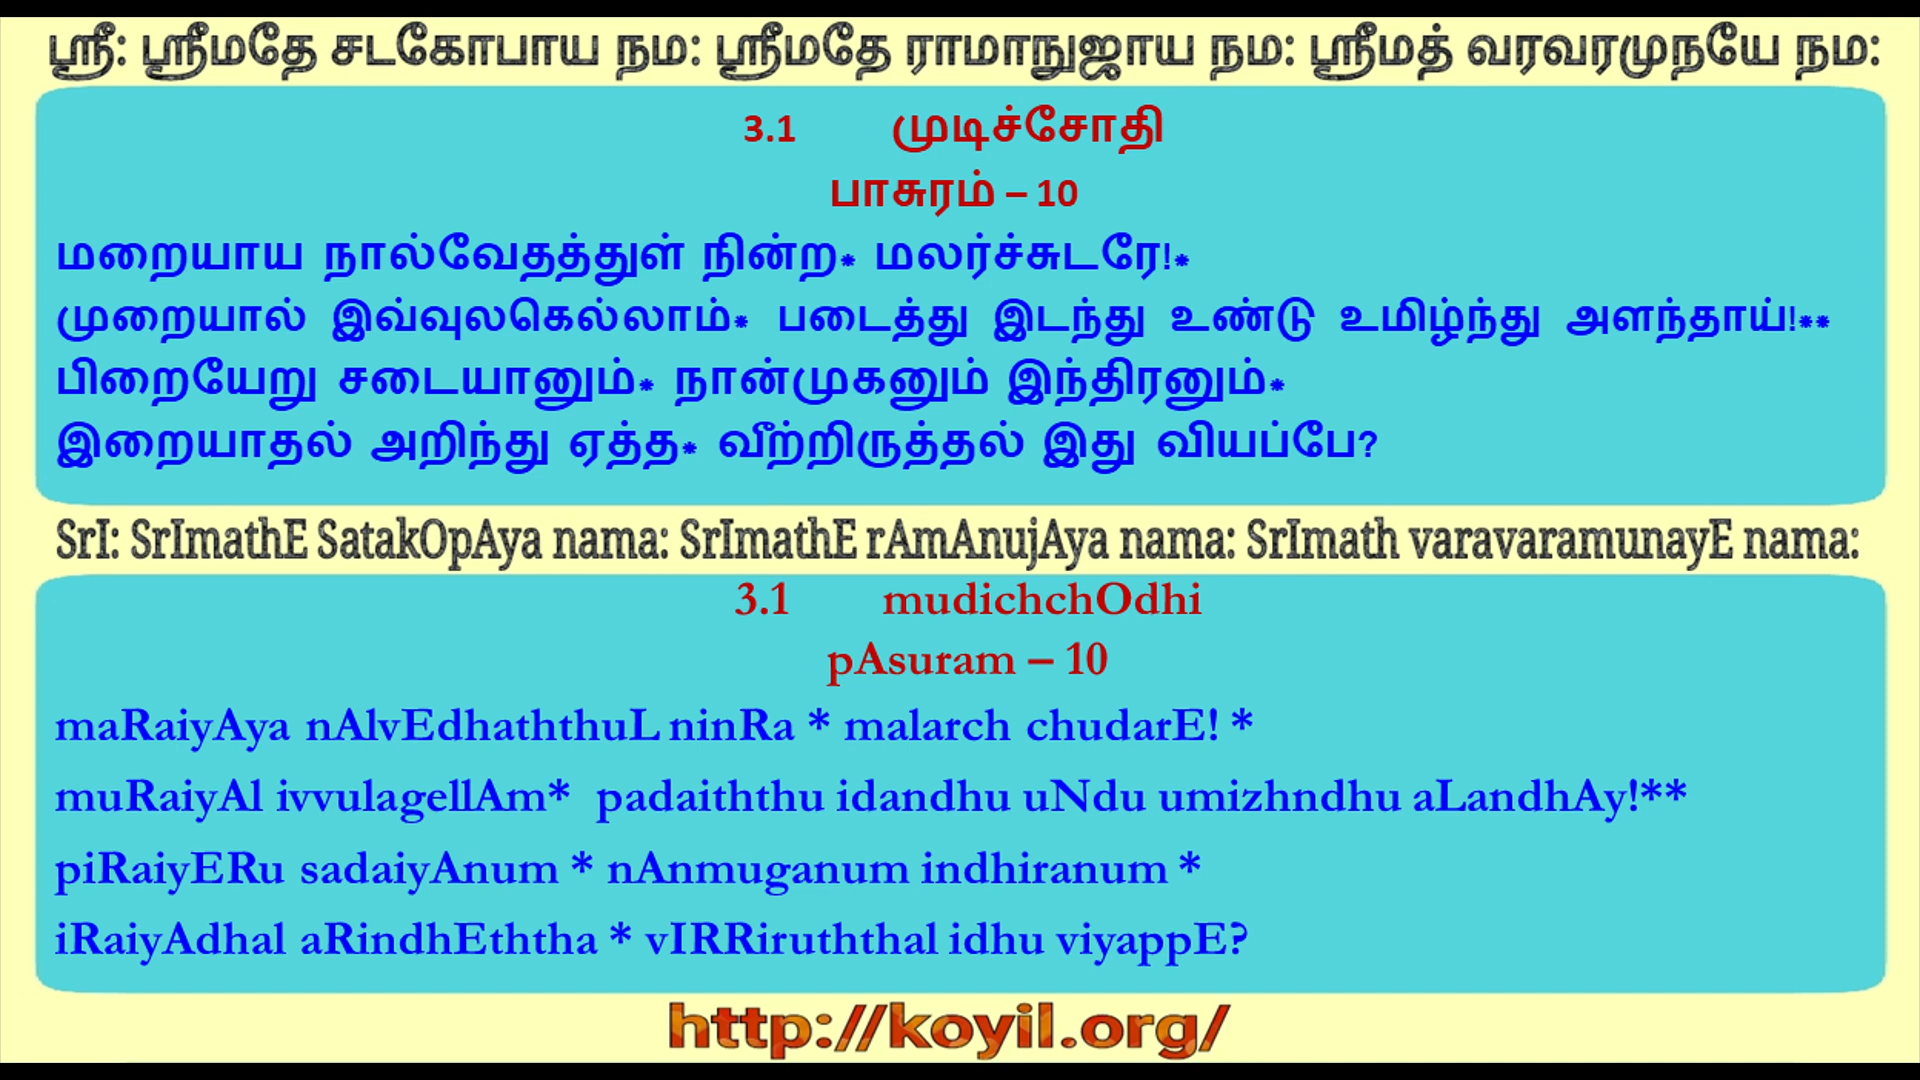 ஸ்ரீ: ஸ்ரீமதே சடகோபாய நம: ஸ்ரீமதே ராமாநுஜாய நம: ஸ்ரீமத் வரவரமுநயே நம:
3.1 முடிச்சோதி
பாசுரம் – 10
மறையாய நால்வேதத்துள் நின்ற* மலர்ச்சுடரே!*
முறையால் இவ்வுலகெல்லாம்* படைத்து இடந்து உண்டு உமிழ்ந்து அளந்தாய்!**
பிறையேறு சடையானும்* நான்முகனும் இந்திரனும்*
இறையாதல் அறிந்து ஏத்த* வீற்றிருத்தல் இது வியப்பே?
SrI: SrImathE SatakOpAya nama: SrImathE rAmAnujAya nama: SrImath varavaramunayE nama:
3.1 mudichchOdhi
pAsuram – 10
maRaiyAya nAlvEdhaththuL ninRa * malarch chudarE! *
muRaiyAl ivvulagellAm* padaiththu idandhu uNdu umizhndhu aLandhAy!**
piRaiyERu sadaiyAnum * nAnmuganum indhiranum *
iRaiyAdhal aRindhEththa * vIRRiruththal idhu viyappE?
http://koyil.org/